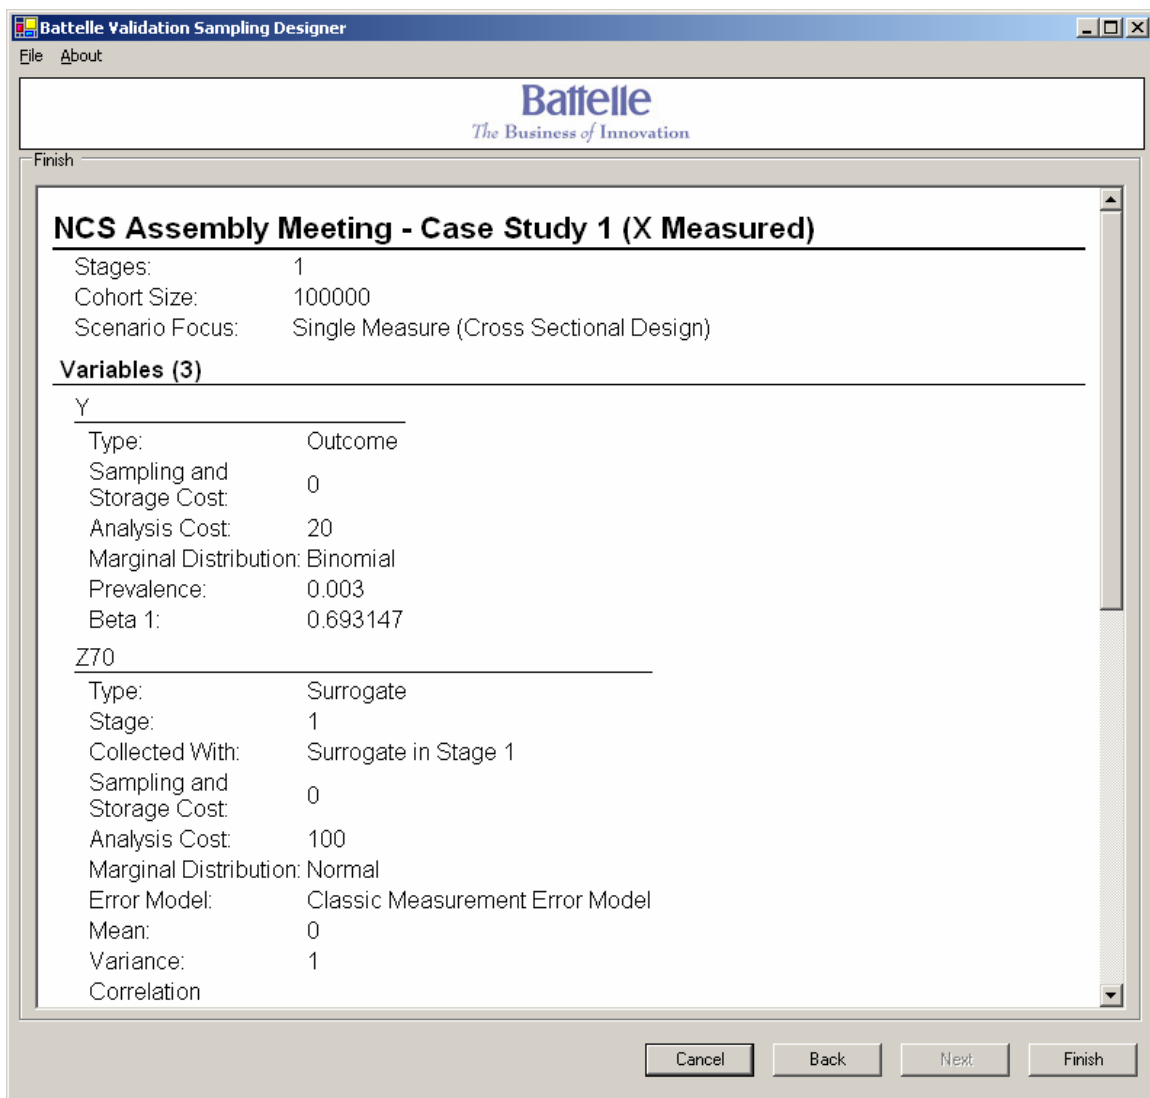 Battelle Validation Sampling Designer
File About
Battelle
The Business of Innovation
Finish
NCS Assembly Meeting - Case Study 1 (X Measured)
Stages: 1
Cohort Size: 100000
Scenario Focus: Single Measure (Cross Sectional Design)
Variables (3)
Y
Type: Outcome
Sampling and
Storage Cost: 0
Analysis Cost: 20
Marginal Distribution: Binomial
Prevalence: 0.003
Beta 1: 0.693147
Z70
Type: Surrogate
Stage: 1
Collected With: Surrogate in Stage 1
Sampling and
Storage Cost: 0
Analysis Cost: 100
Marginal Distribution: Normal
Error Model: Classic Measurement Error Model
Mean: 0
Variance: 1
Correlation
Cancel Back Next Finish